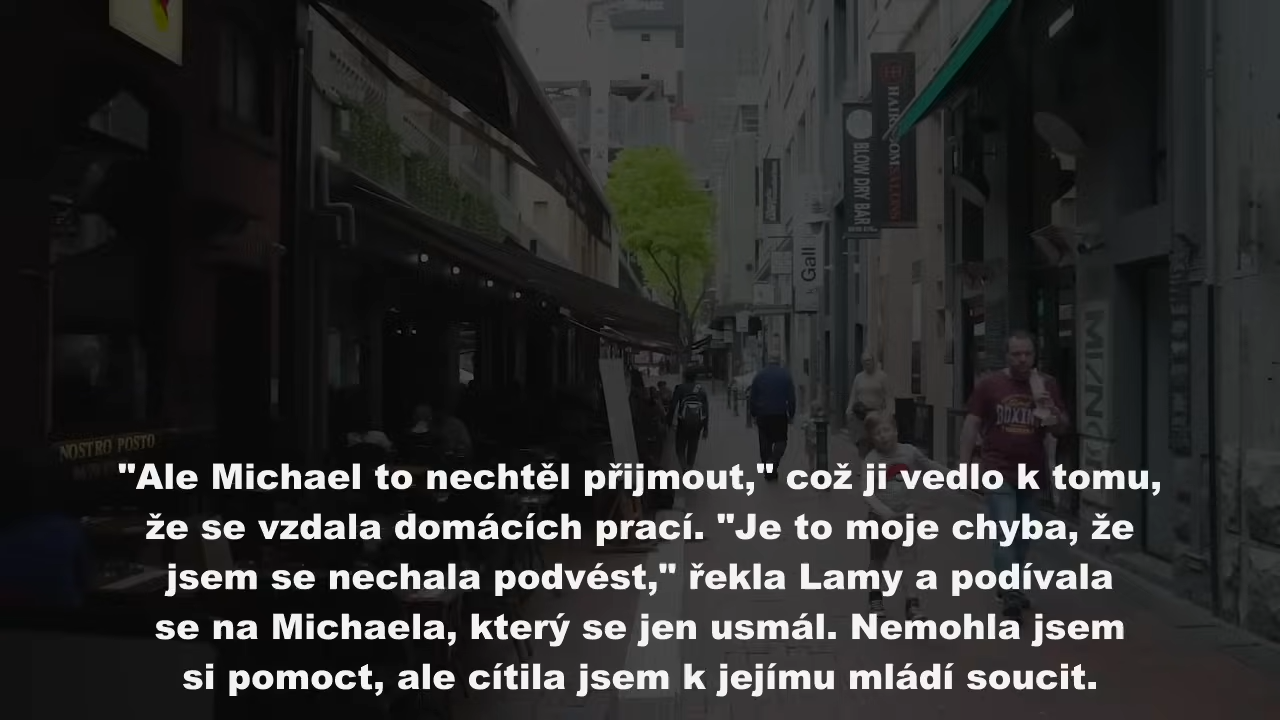 HAIR
BLOW DRY BAR
Gall
BOXING
NOSTRO POSTO
"Ale Michael to nechtěl přijmout," což ji vedlo k tomu,
že se vzdala domácích prací. "Je to moje chyba, že
jsem se nechala podvést," řekla Lamy a podívala
se na Michaela, který se jen usmál. Nemohla jsem
si pomoct, ale cítila jsem k jejímu mládí soucit.